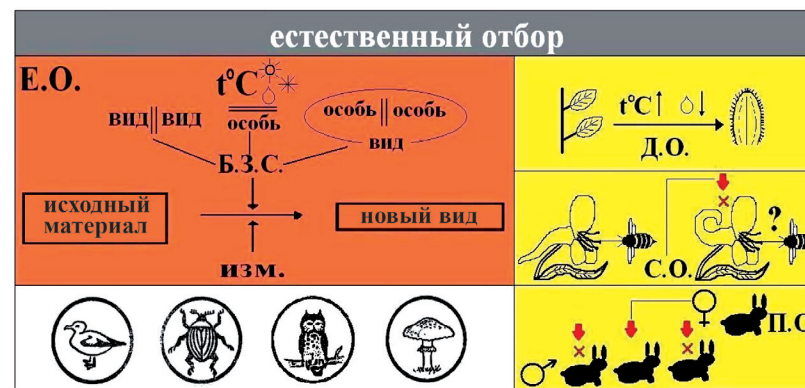 естественный отбор
Е.О.
t°C
особь
вид || вид
особь || особь
вид
Б.З.С.
исходный
материал
новый вид
изм.
t°C↑ ↓
Д.О.
?
С.О.
П.О